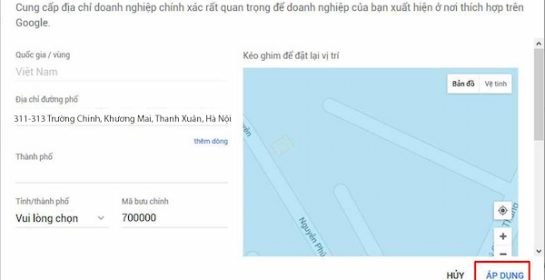 Cung cấp địa chỉ doanh nghiệp chính xác rất quan trọng để doanh nghiệp của bạn xuất hiện ở nơi thích hợp trên
Google.
Quốc gia / vùng
Việt Nam
Địa chỉ đường phố
311-313 Trường Chinh, Khương Mai, Thanh Xuân, Hà Nội
thêm dòng
Thành phố
Tỉnh/thành phố
Mã bưu chính
Vui lòng chọn
700000
Kéo ghim để đặt lại vị trí
Bản đồ
Vệ tinh
Nguyên
HỦY
ÁP DỤNG